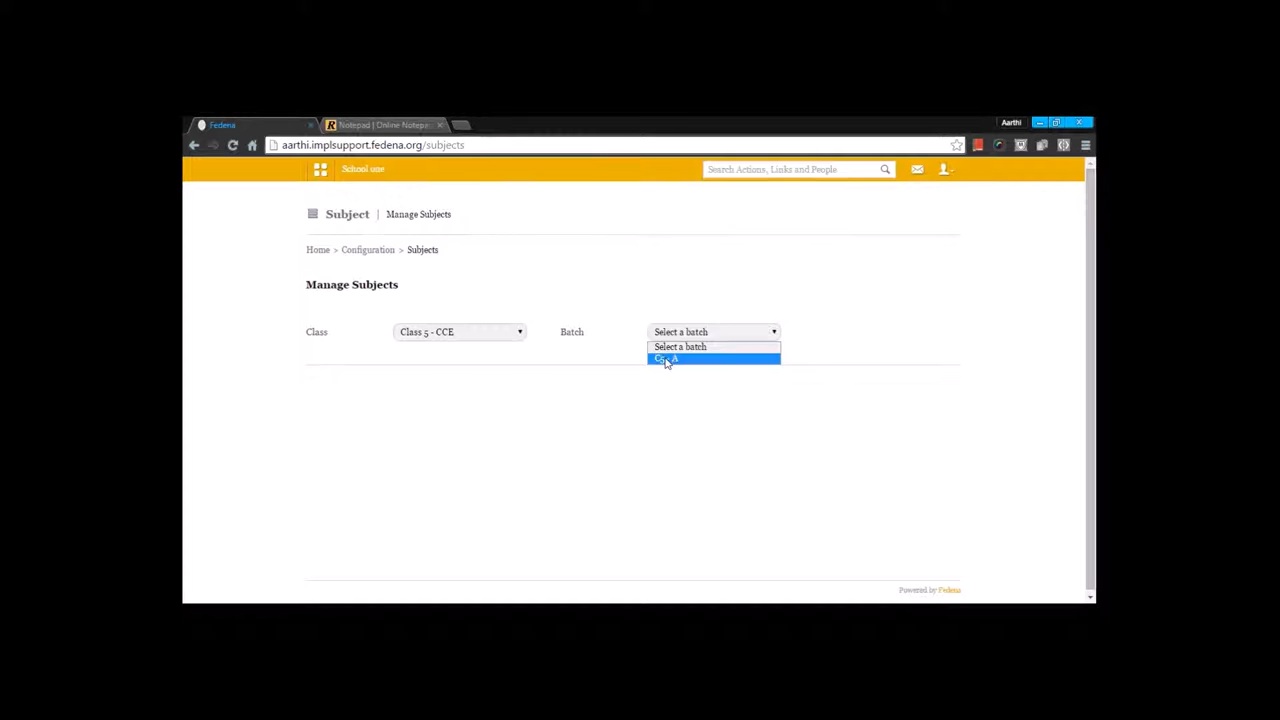 Fedena
Notepad | Online Notepa
Aarthi
aarthi.implsupport.fedena.org/subjects
School one
Search Actions, Links and People
Subject | Manage Subjects
Home > Configuration > Subjects
Manage Subjects
Class Class 5 - CCE Batch Select a batch
Select a batch
A
Powered by Fedena